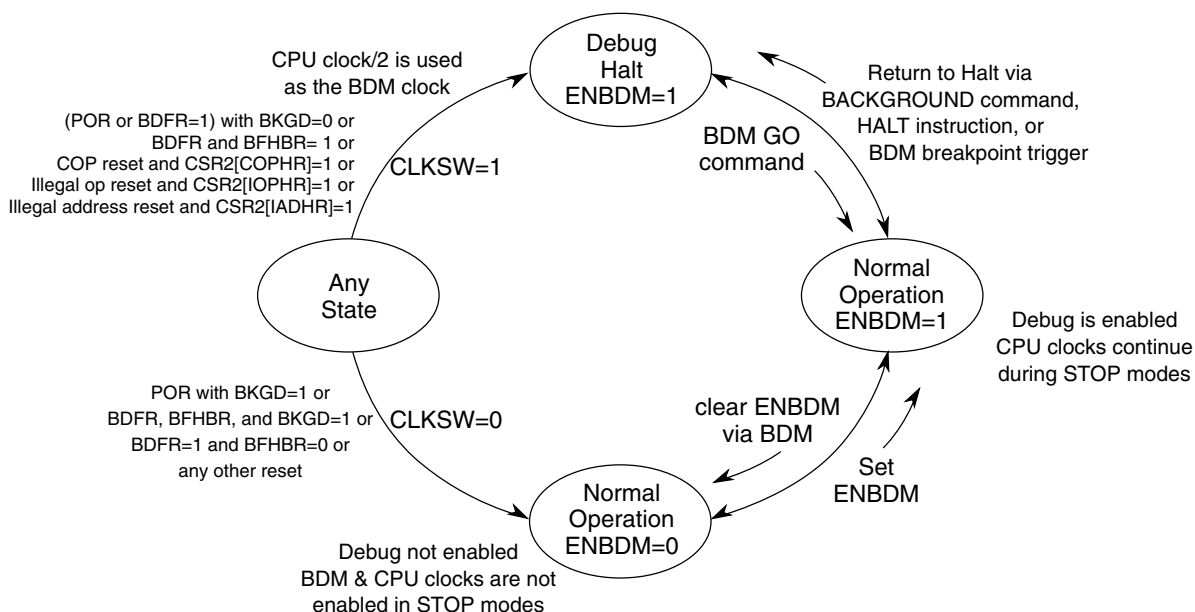 Debug
Halt
ENBDM=1
CPU clock/2 is used
as the BDM clock
(POR or BDFR=1) with BKGD=0 or
BDFR and BFHBR= 1 or
COP reset and CSR2[COPHR]=1 or
Illegal op reset and CSR2[IOPHR]=1 or
Illegal address reset and CSR2[IADHR]=1
CLKSW=1
BDM GO
command
Return to Halt via
BACKGROUND command,
HALT instruction, or
BDM breakpoint trigger
Any
State
Normal
Operation
ENBDM=1
Debug is enabled
CPU clocks continue
during STOP modes
POR with BKGD=1 or
BDFR, BFHBR, and BKGD=1 or
BDFR=1 and BFHBR=0 or
any other reset
CLKSW=0
clear ENBDM
via BDM
Set
ENBDM
Normal
Operation
ENBDM=0
Debug not enabled
BDM & CPU clocks are not
enabled in STOP modes